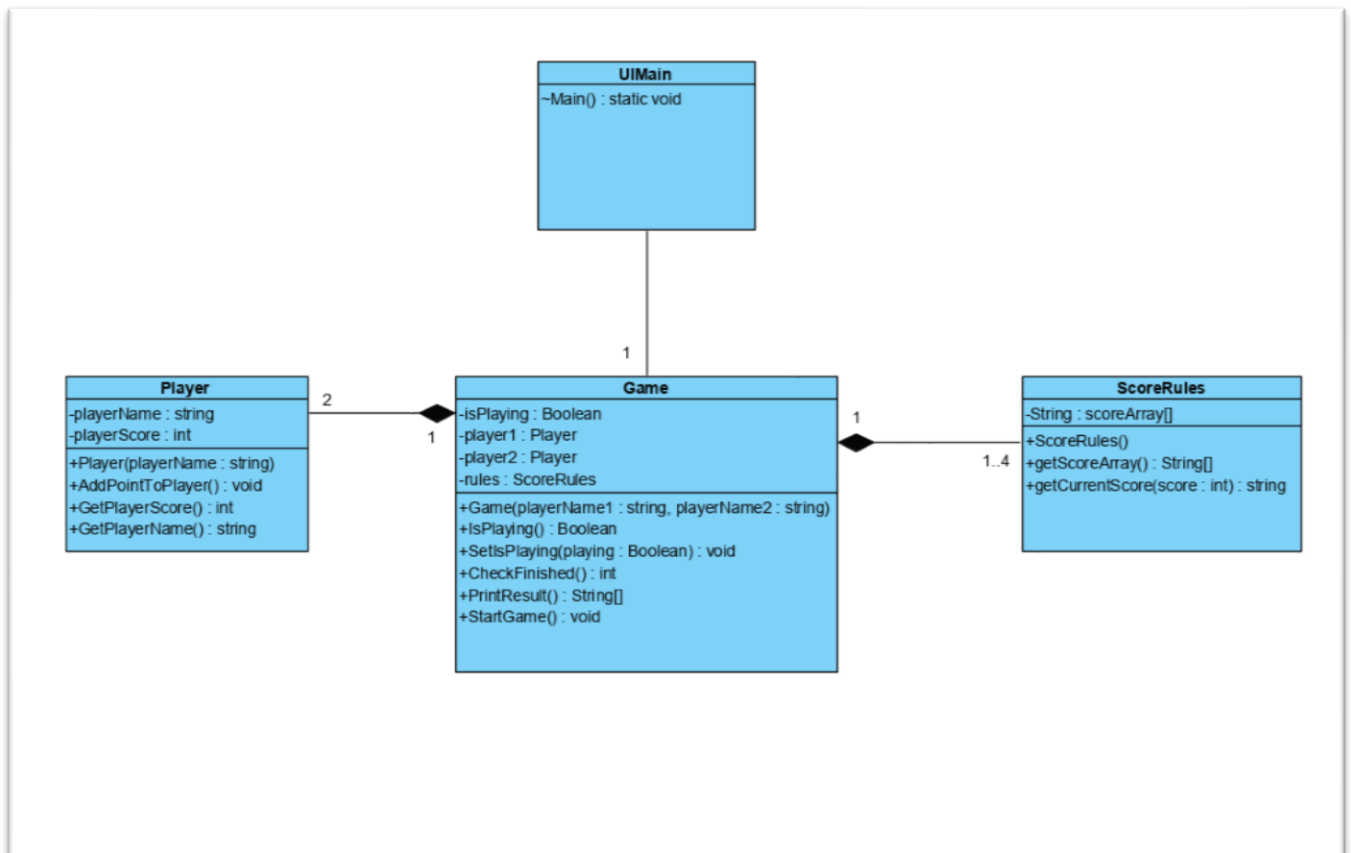 UIMain
~Main() : static void
1
Player
-playerName : string
-playerScore : int
+Player(playerName : string)
+AddPointToPlayer() : void
+GetPlayerScore() : int
+GetPlayerName() : string
2
1
Game
-isPlaying : Boolean
-player1 : Player
-player2 : Player
-rules : ScoreRules
+Game(playerName1 : string, playerName2 : string)
+IsPlaying() : Boolean
+SetIsPlaying(playing : Boolean) : void
+CheckFinished() : int
+PrintResult() : String[]
+StartGame() : void
1
1..4
ScoreRules
-String : scoreArray[]
+ScoreRules()
+getScoreArray() : String[]
+getCurrentScore(score : int) : string